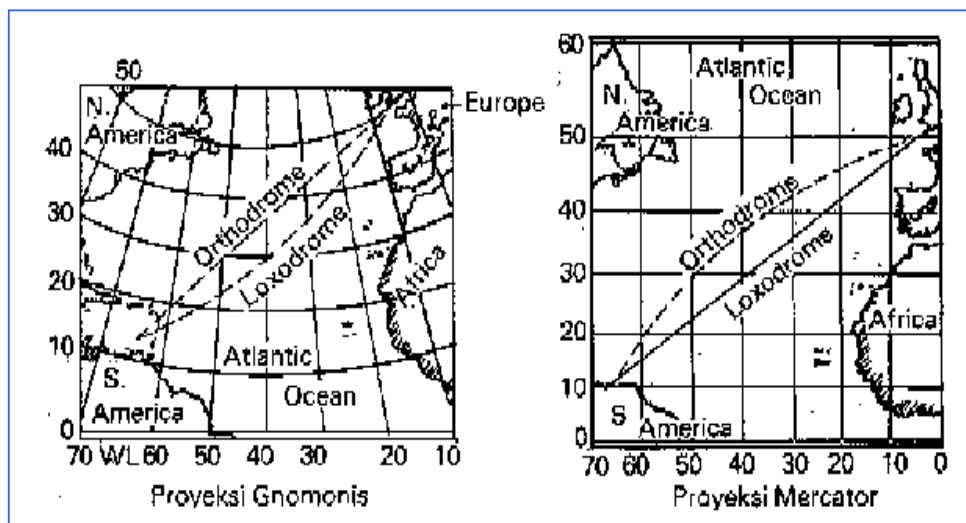 50
N.
America
Europe
40
30
20
10
0
Orthodrome
Loxodrome
Africa
Atlantic
Ocean
S.
America
70 WL 60 50 40 30 20 10
Proyeksi Gnomonis
60
50
40
30
20
10
0
Atlantic
Ocean
N.
America
Orthodrome
Loxodrome
Africa
S
America
70 60 50 40 30 20 10 0
Proyeksi Mercator